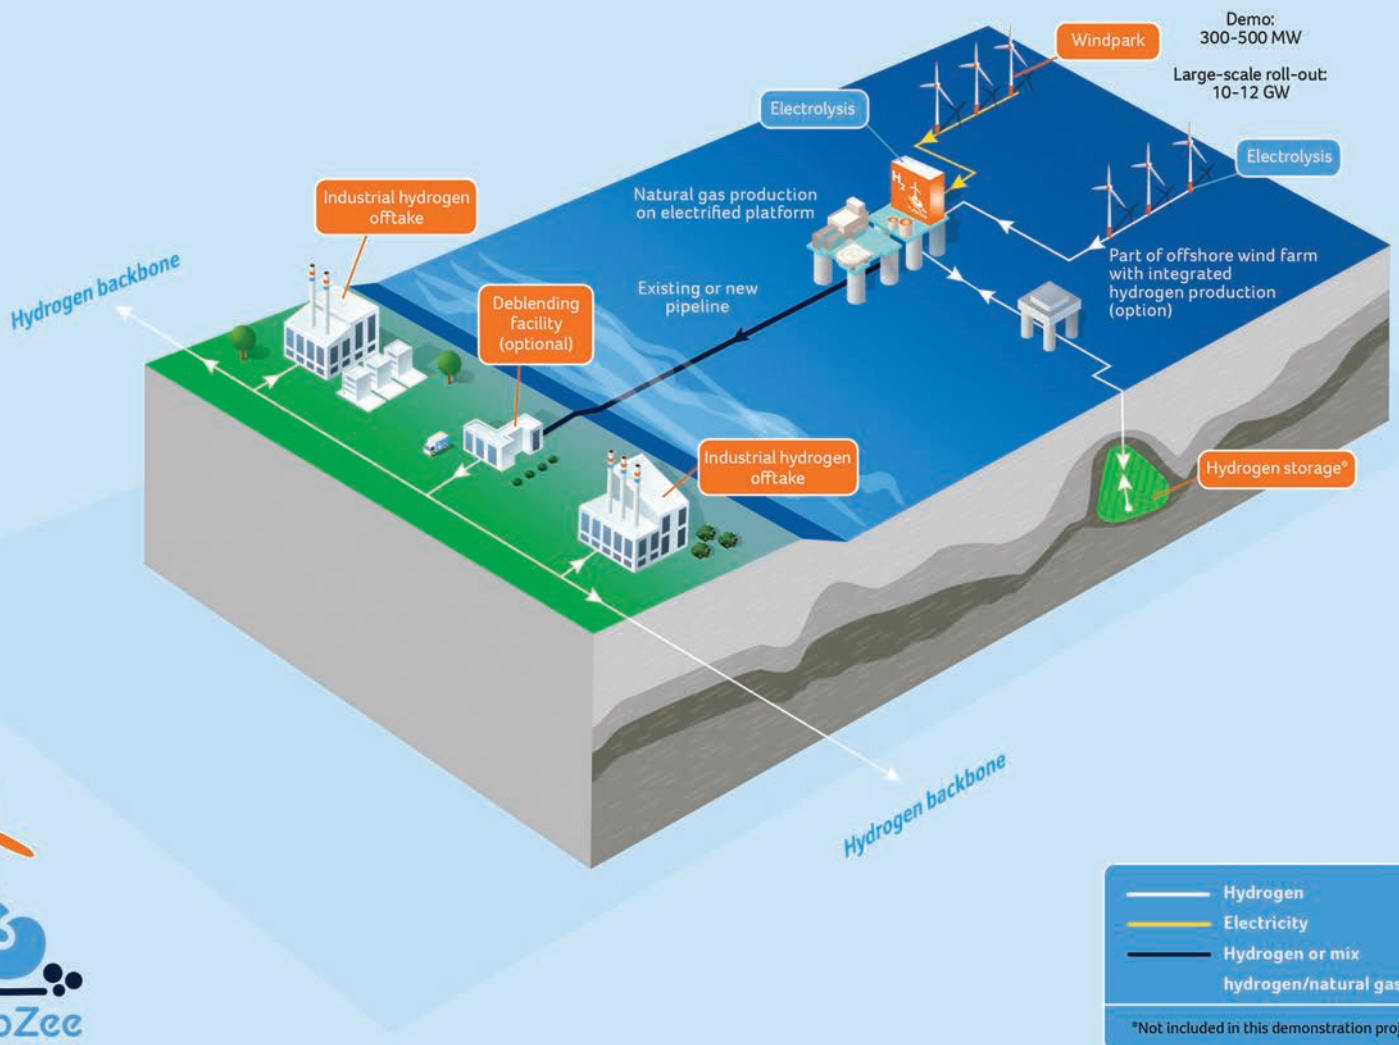 Demo:
300-500 MW
Large-scale roll-out:
10-12 GW
Windpark
Electrolysis
Electrolysis
Industrial hydrogen
offtake
Natural gas production
on electrified platform
Part of offshore wind farm
with integrated
hydrogen production
(option)
Hydrogen backbone
Existing or new
pipeline
Deblending
facility
(optional)
Industrial hydrogen
offtake
Hydrogen storage*
Hydrogen backbone
H2
Hydrogen
Electricity
Hydrogen or mix
hydrogen/natural gas
*Not included in this demonstration